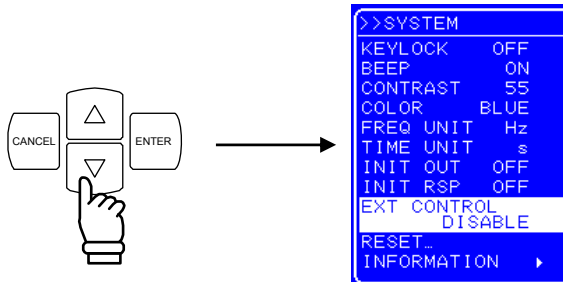 CANCEL
ENTER
>>SYSTEM
KEYLOCK OFF
BEEP ON
CONTRAST 55
COLOR BLUE
FREQ UNIT Hz
TIME UNIT s
INIT OUT OFF
INIT RSP OFF
EXT CONTROL
DISABLE
RESET…
INFORMATION